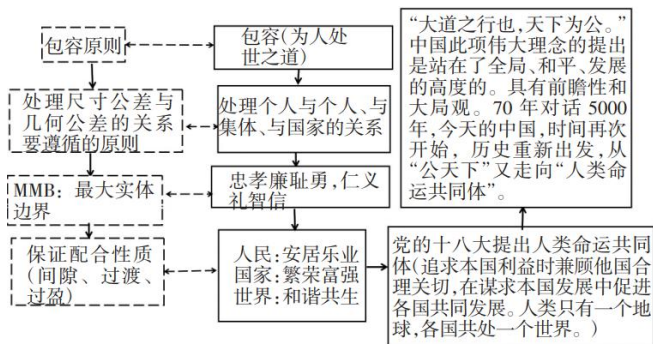 包容原则
包容(为人处
世之道)
处理尺寸公差与
几何公差的关系
要遵循的原则
处理个人与个人、与
集体、与国家的关系
MMB：最大实体
边界
忠孝廉耻勇，仁义
礼智信
保证配合性质
(间隙、过渡、
过盈)
人民：安居乐业
国家：繁荣富强
世界：和谐共生
“大道之行也，天下为公。”
中国此项伟大理念的提出
是站在了全局、和平、发展
的高度的。具有前瞻性和
大局观。70 年对话 5000
年，今天的中国，时间再次
开始，历史重新出发，从
“公天下”又走向“人类命
运共同体”。
党的十八大提出人类命运共同
体(追求本国利益时兼顾他国合
理关切，在谋求本国发展中促进
各国共同发展。人类只有一个地
球，各国共处一个世界。)